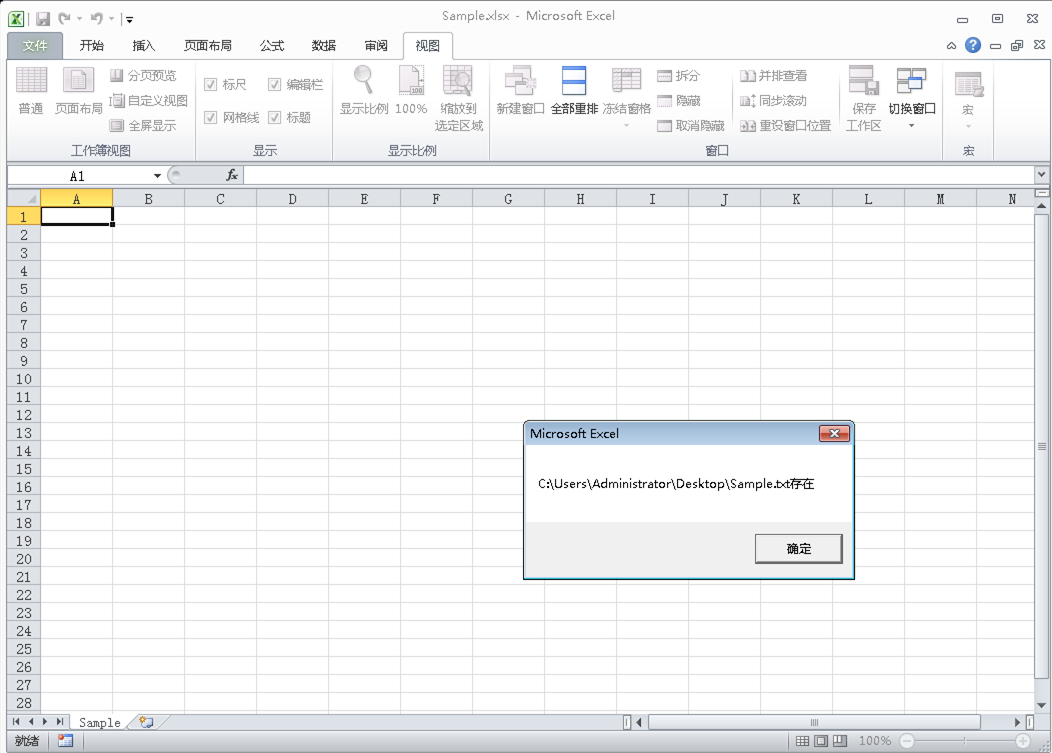 Sample.xlsx - Microsoft Excel
文件 开始 插入 页面布局 公式 数据 审阅 视图
普通 页面布局 分页预览 自定义视图 全屏显示
工作簿视图
标尺 编辑栏
网格线 标题
显示
显示比例 100% 缩放到选定区域
显示比例
新建窗口 全部重排 冻结窗格 拆分 隐藏 取消隐藏 并排查看 同步滚动 重设窗口位置 保存工作区 切换窗口
窗口
宏
宏
A1 fx
A B C D E F G H I J K L M N
1
2
3
4
5
6
7
8
9
10
11
12
13
14
15
16
17
18
19
20
21
22
23
24
25
26
27
28
Microsoft Excel
C:\Users\Administrator\Desktop\Sample.txt存在
确定
Sample
就绪 100%